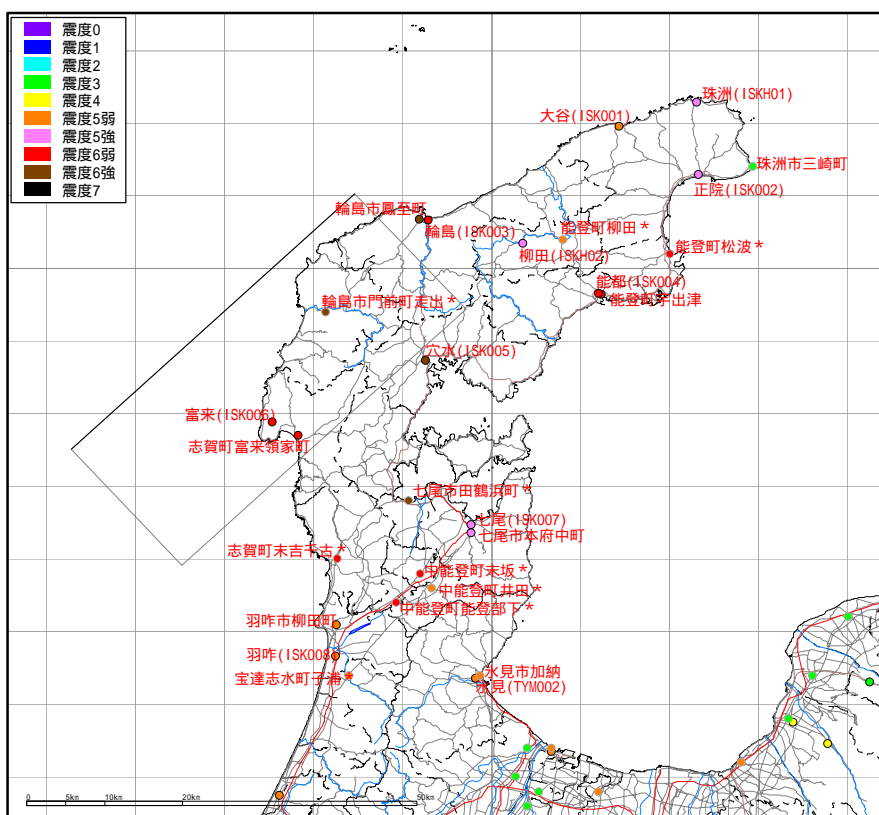 震度0
震度1
震度2
震度3
震度4
震度5弱
震度5強
震度6弱
震度6強
震度7
珠洲(ISKH01)
大谷(ISK001)
珠洲市三崎町
正院(ISK002)
輪島市鳳至町
輪島(ISK003)
能登町柳田*
柳田(ISKH02)
能登町松波*
能都(ISK004)
能登町宇出津
輪島市門前町走出*
穴水(ISK005)
富来(ISK006)
志賀町富来領家町
七尾市田鶴浜町*
七尾(ISK007)
七尾市本府中町
志賀町末吉千古*
中能登町末坂*
中能登町井田*
中能登町能登部下*
羽咋市柳田町
羽咋(ISK008)
宝達志水町子浦*
氷見市加納
氷見(TYM002)
0 5km 10km 20km 50km